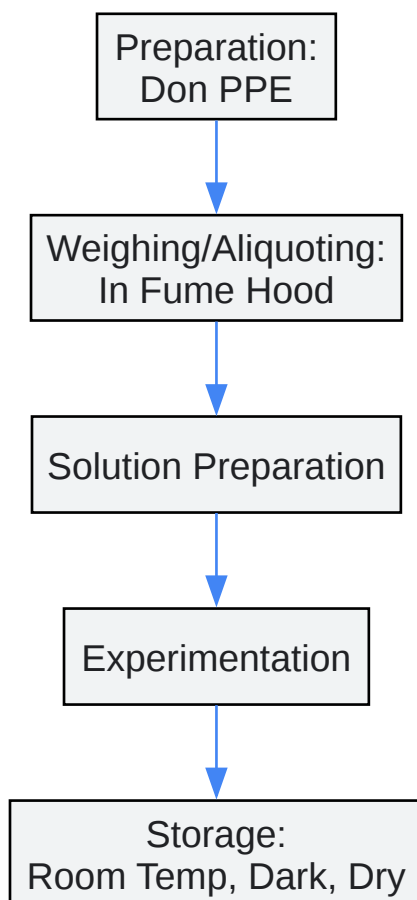 Preparation:
Don PPE
Weighing/Aliquoting:
In Fume Hood
Solution Preparation
Experimentation
Storage:
Room Temp, Dark, Dry